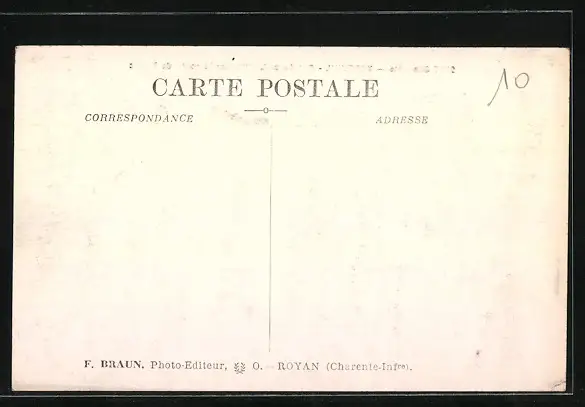 CARTE POSTALE
10
CORRESPONDANCE
ADRESSE
F. BRAUN, Photo-Editeur, O. - ROYAN (Charente-Infre).